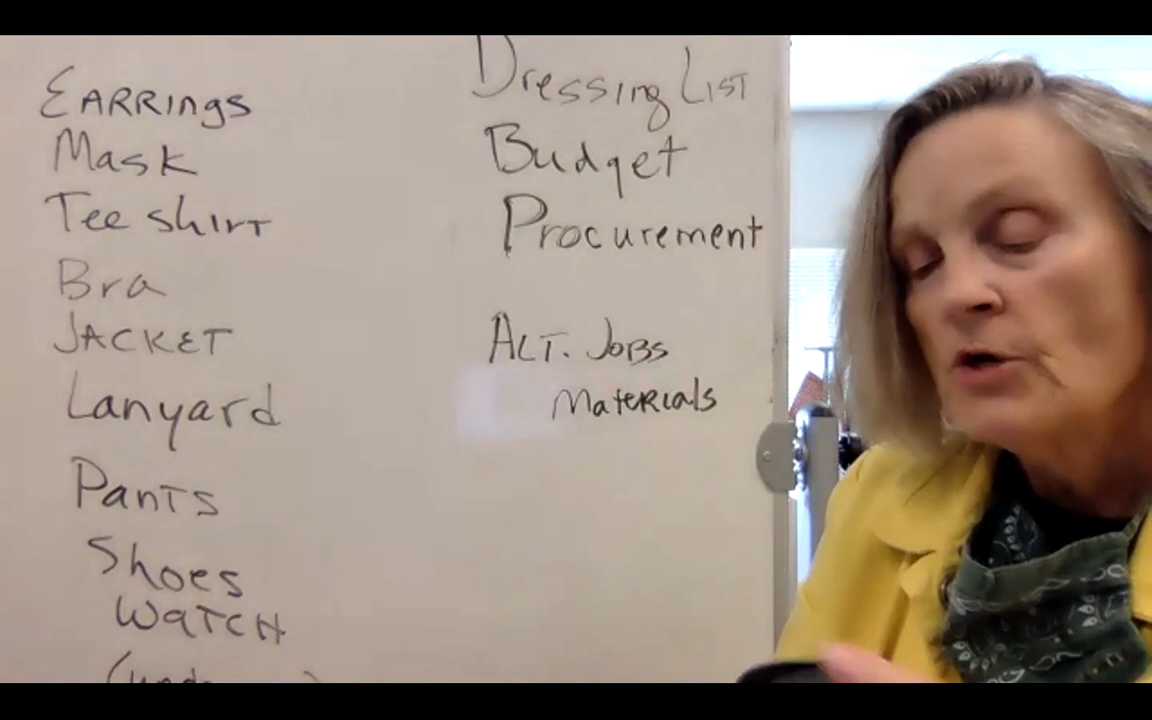 EARRings
Mask
Tee shirt
Bra
JACKET
Lanyard
Pants
Shoes
WATCH
Dressing LIST
Budget
Procurement
ALT. JOBS
Materials